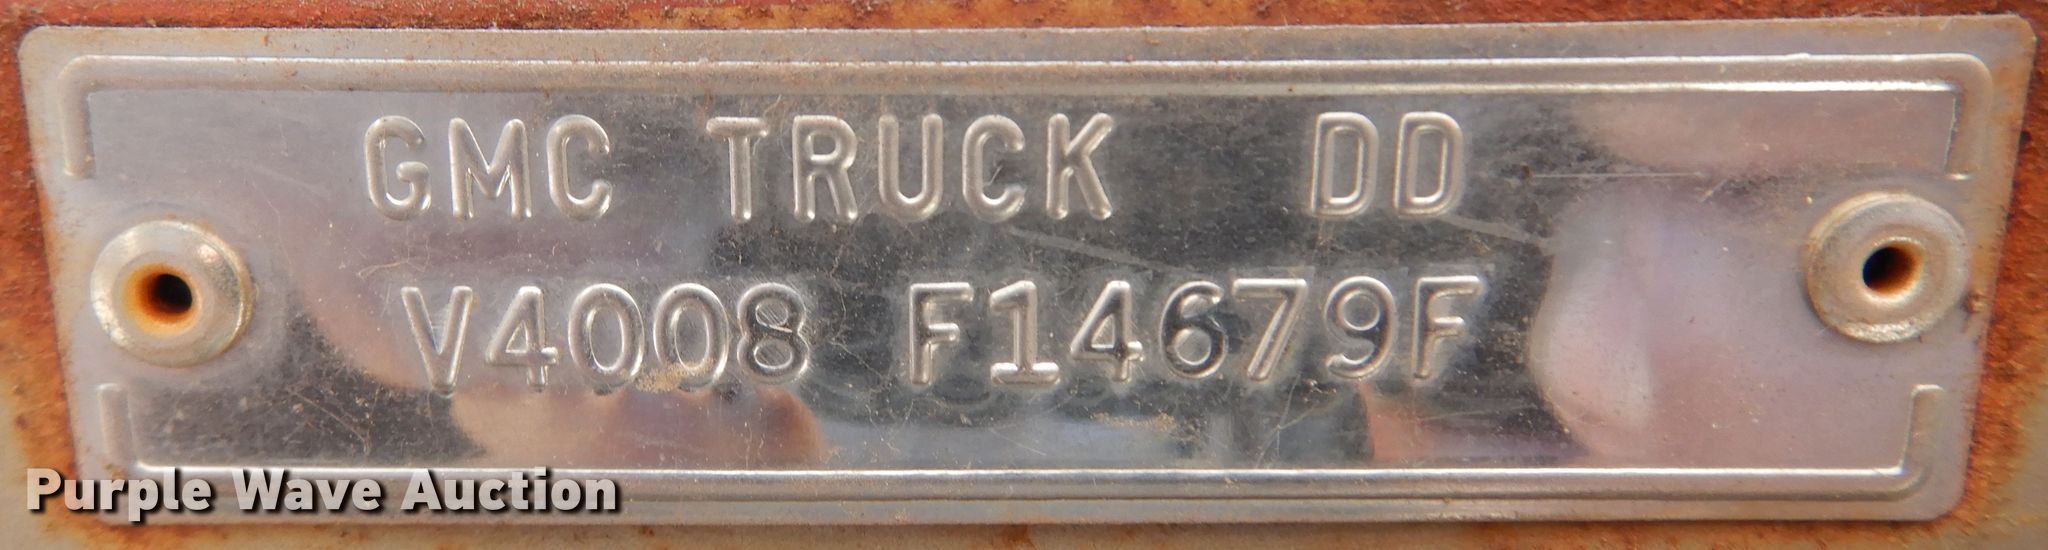 GMC TRUCK DD
V4008 F14679F
Purple Wave Auction